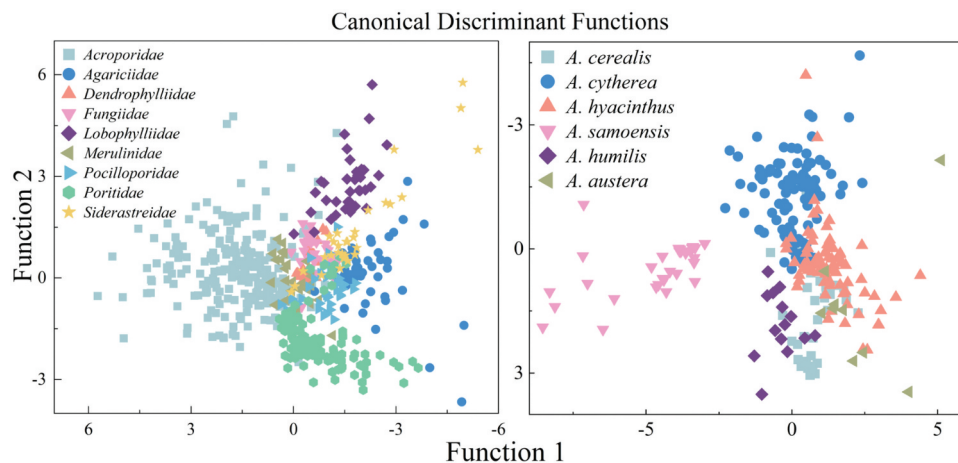 Canonical Discriminant Functions
Function 2
6
3
0
-3
Acroporidae
Agariciidae
Dendrophylliidae
Fungiidae
Lobophylliidae
Merulinidae
Pocilloporidae
Poritidae
Siderastreidae
6
3
0
-3
-6
-3
0
3
A. cerealis
A. cytherea
A. hyacinthus
A. samoensis
A. humilis
A. austera
-5
0
5
Function 1